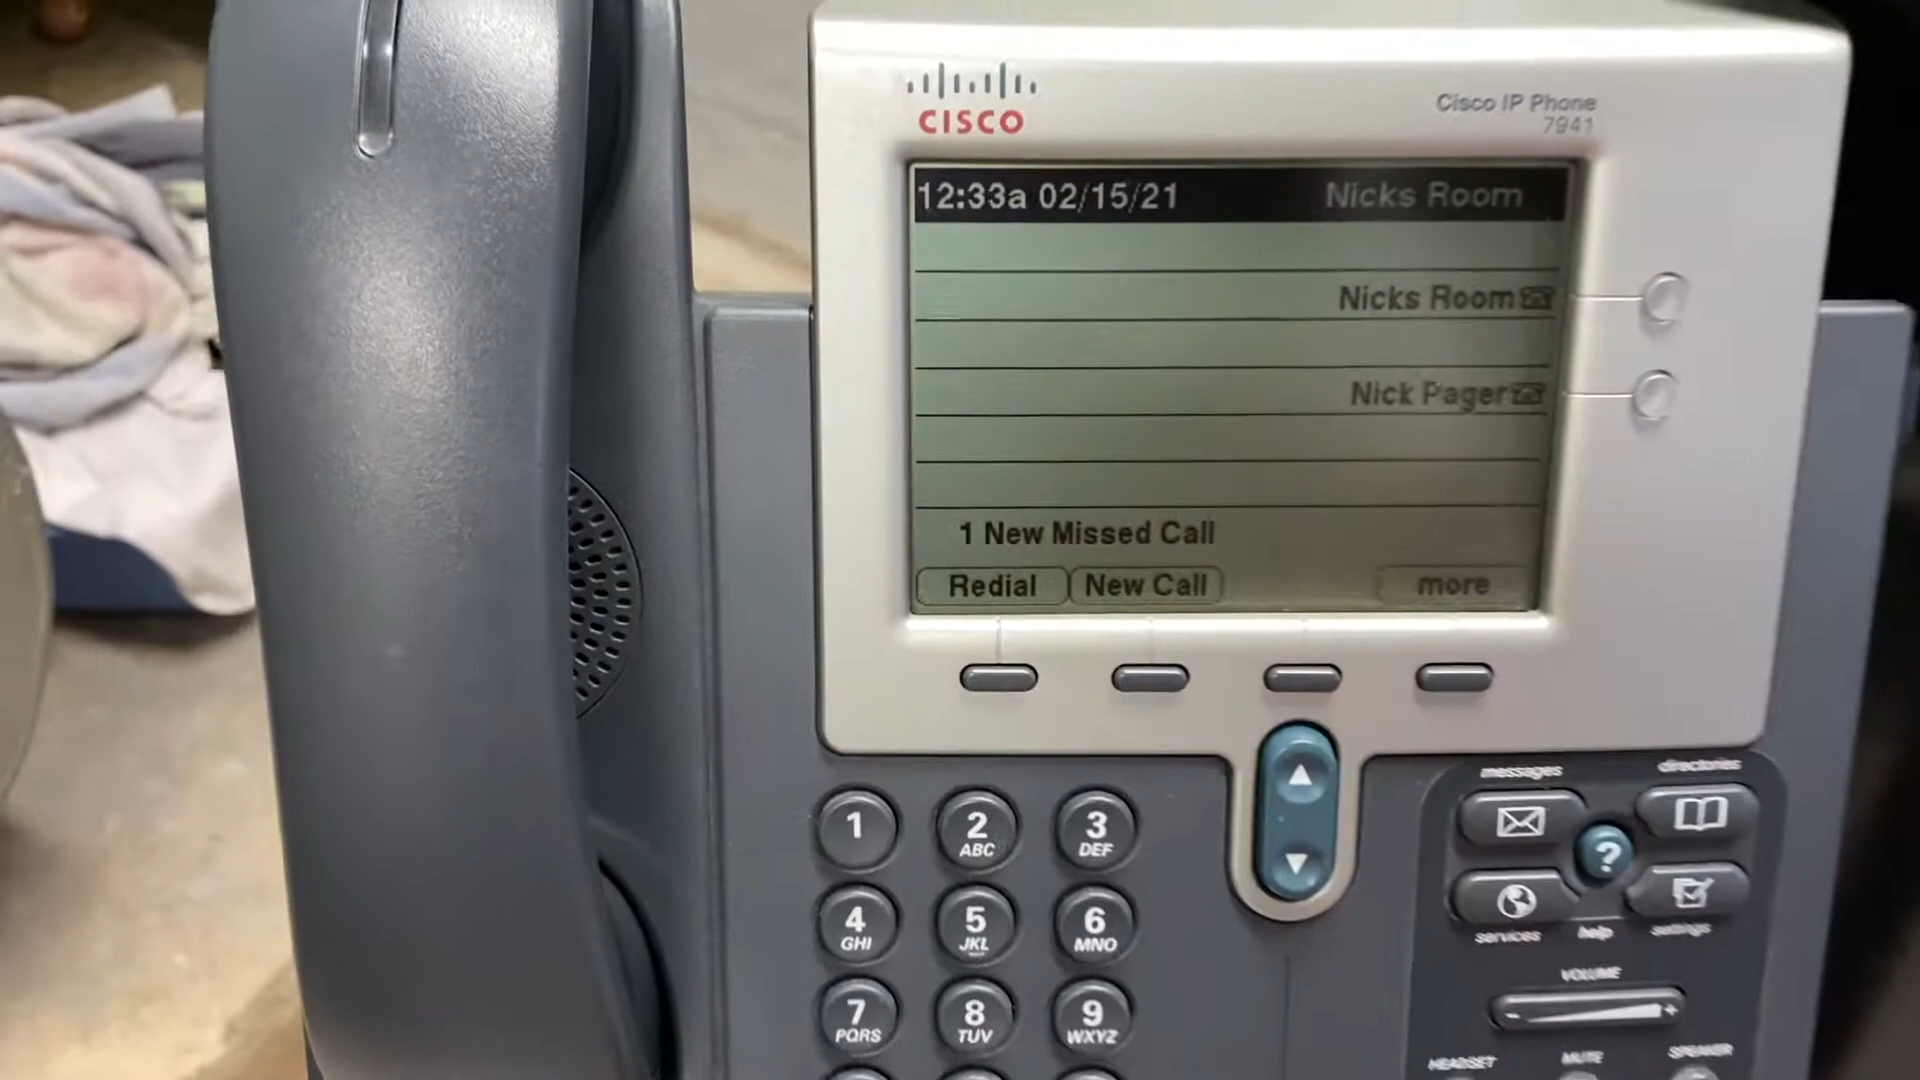 CISCO
Cisco IP Phone
7941
12:33a 02/15/21 Nicks Room
Nicks Room
Nick Pager
1 New Missed Call
Redial New Call more
messages directories
?
services help settings
1 2 3
ABC DEF
4 5 6
GHI JKL MNO
7 8 9
PQRS TUV WXYZ
VOLUME
- +
HEADSET MUTE SPEAKER